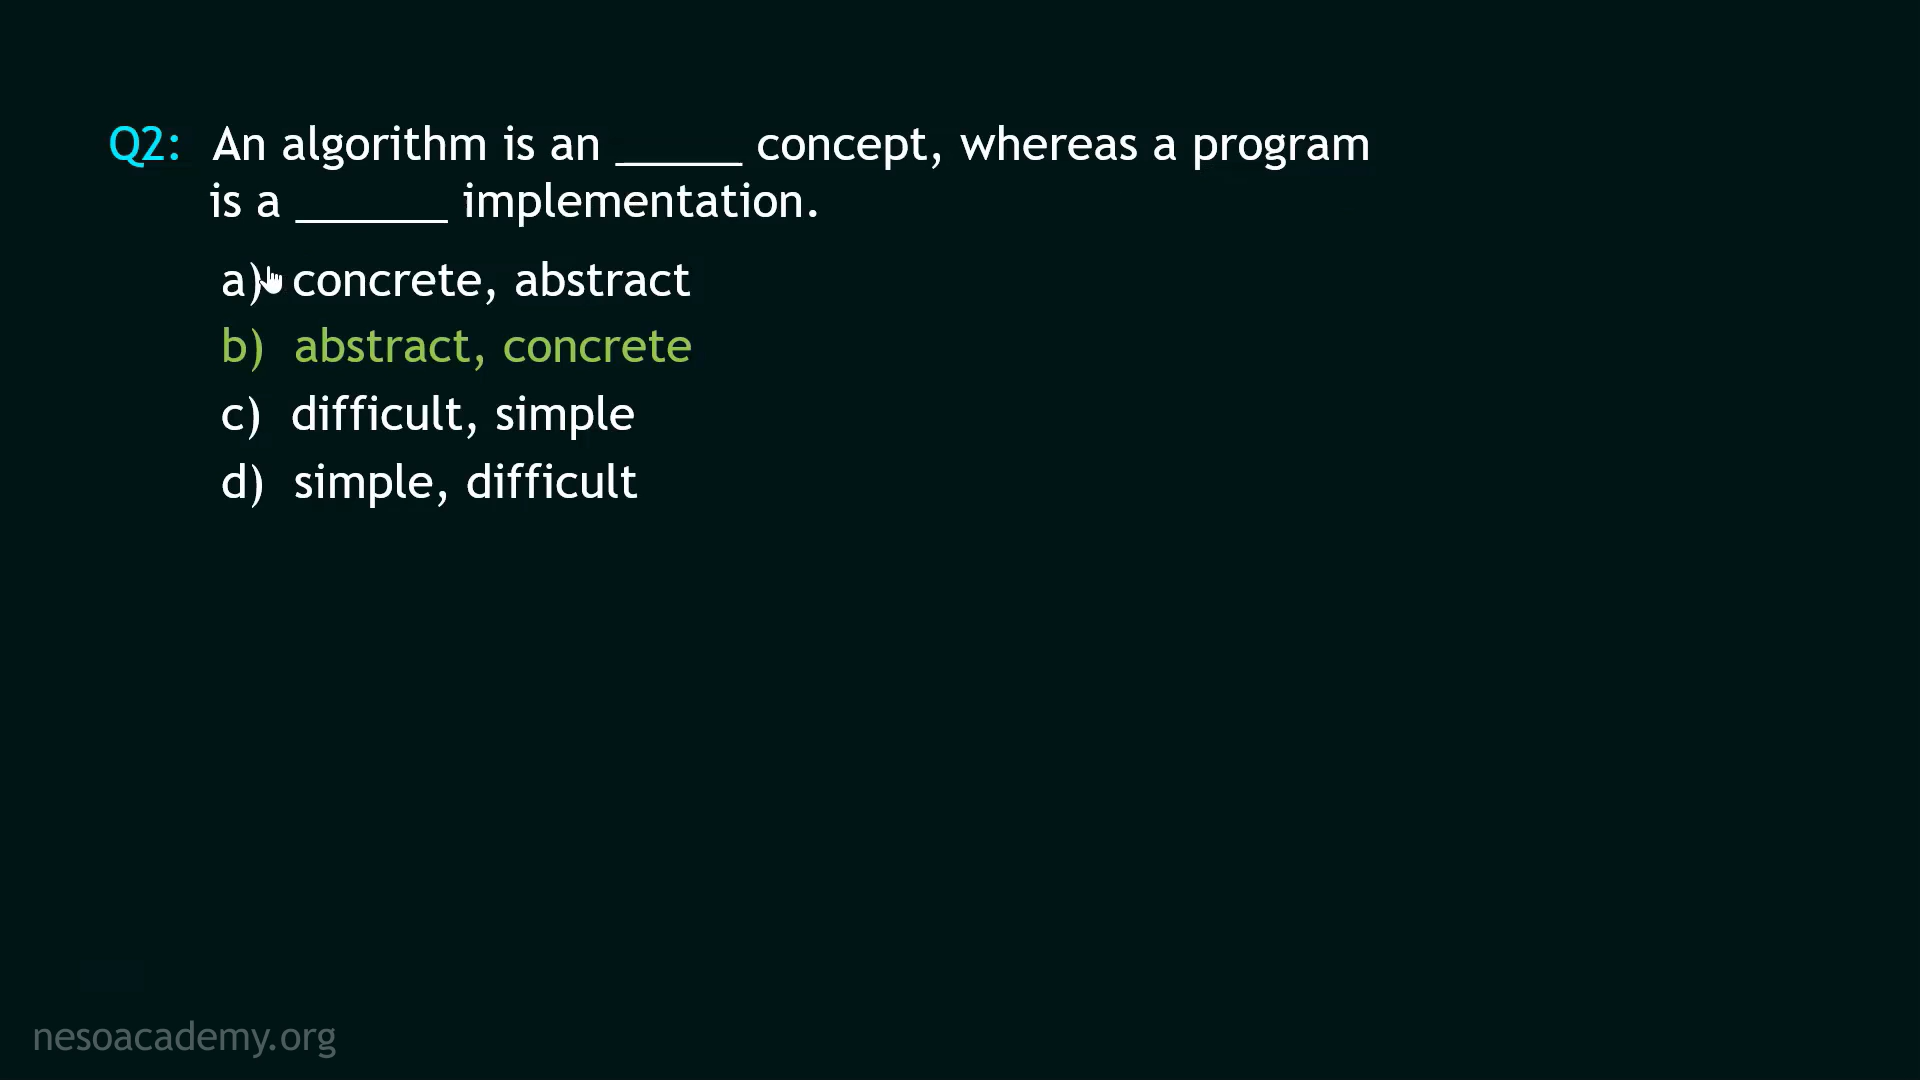 Q2: An algorithm is an _____ concept, whereas a program
is a ______ implementation.
a) concrete, abstract
b) abstract, concrete
c) difficult, simple
d) simple, difficult
nesoacademy.org